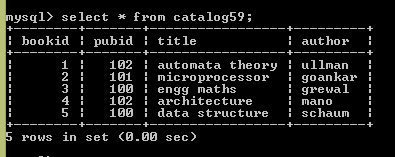 mysql> select * from catalog59;
+--------+-------+------------------+---------+
| bookid | pubid | title            | author  |
+--------+-------+------------------+---------+
|      1 |   102 | automata theory  | ullman  |
|      2 |   101 | microprocessor   | goankar |
|      3 |   100 | engg maths       | grewal  |
|      4 |   102 | architecture     | mano    |
|      5 |   100 | data structure   | schaum  |
+--------+-------+------------------+---------+
5 rows in set (0.00 sec)